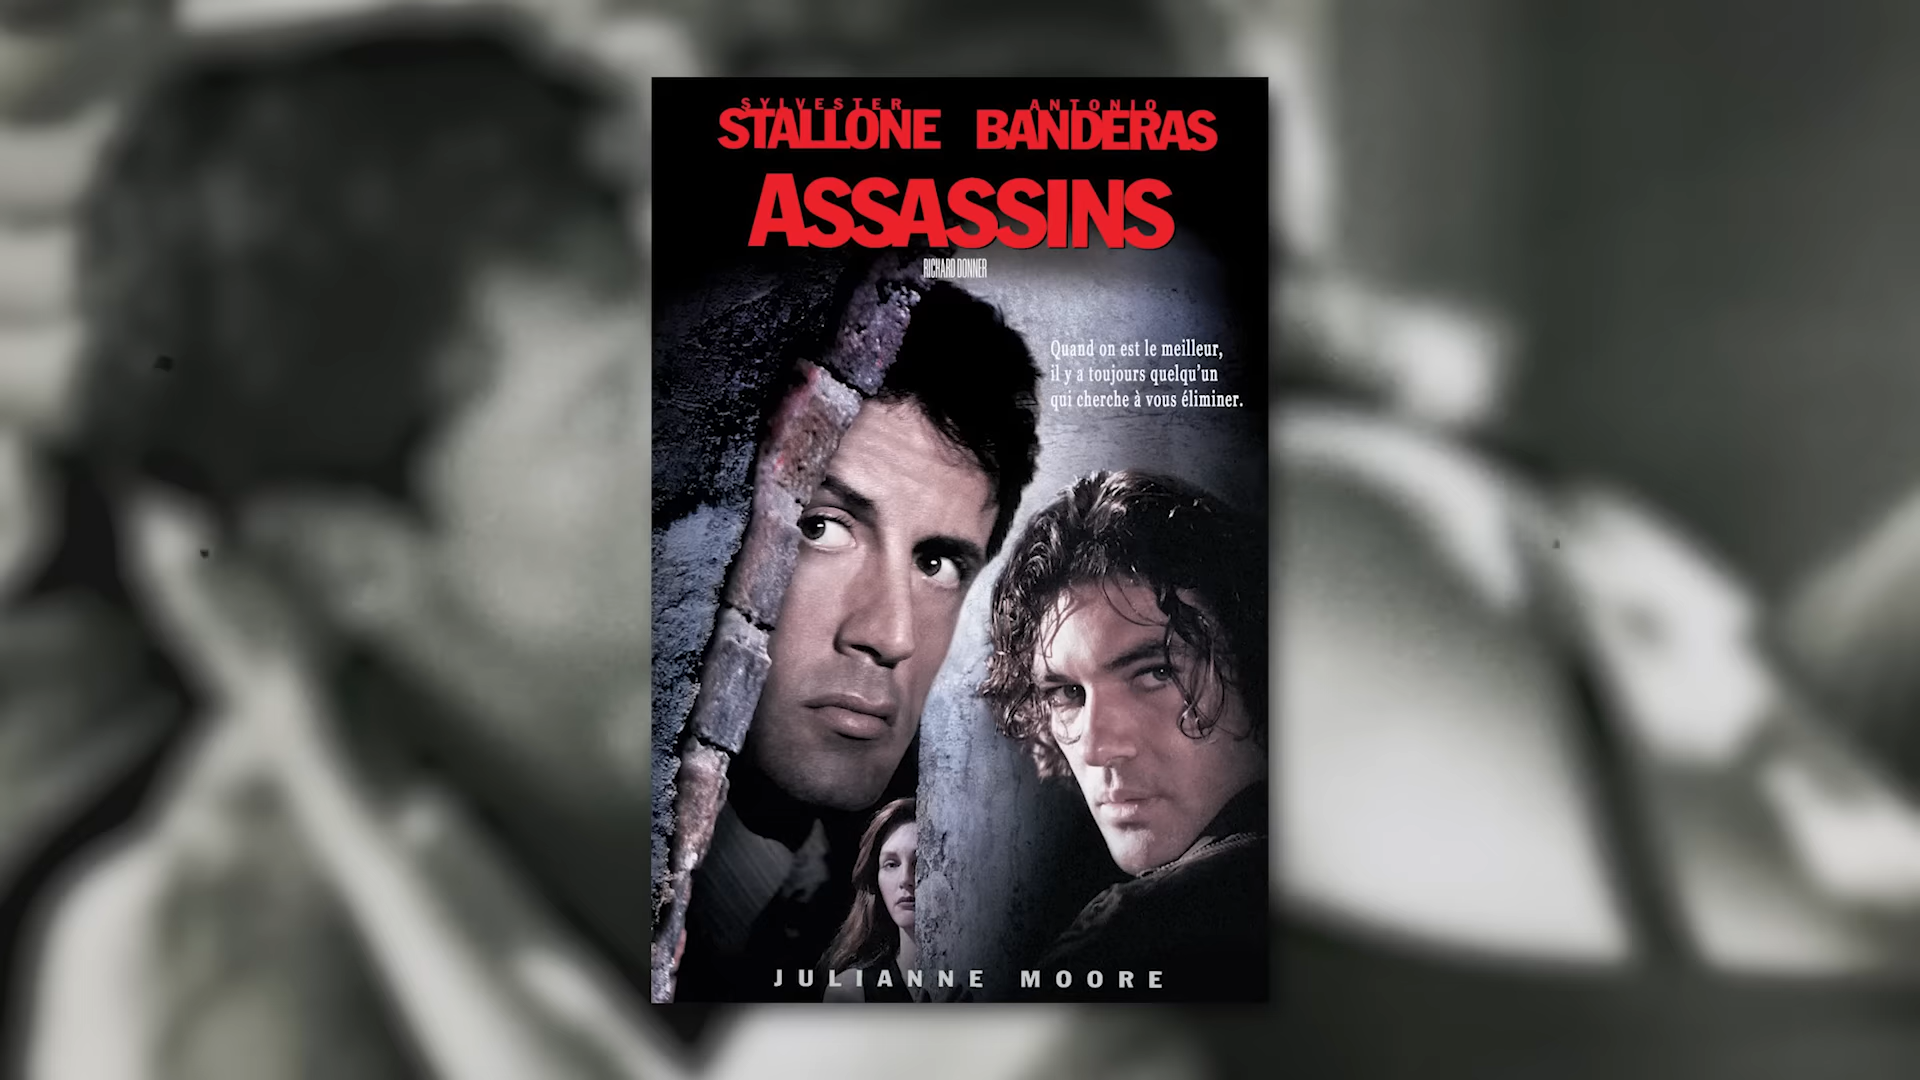 SYLVESTER ANTONIO
STALLONE BANDERAS
ASSASSINS
RICHARD DONNER
Quand on est le meilleur,
il y a toujours quelqu'un
qui cherche à vous éliminer.
JULIANNE MOORE